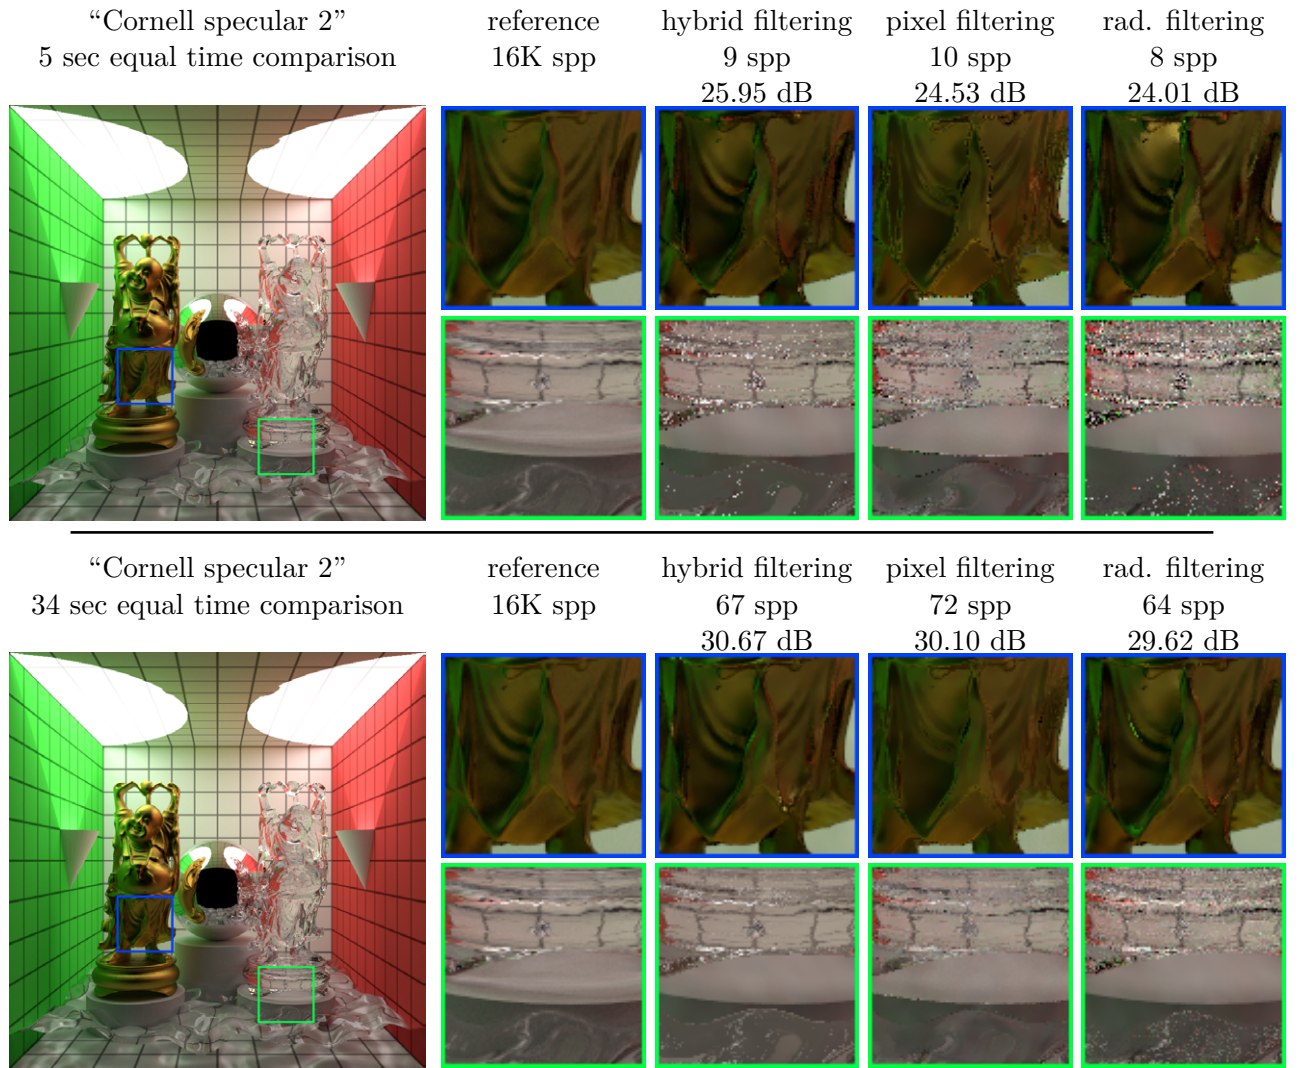 “Cornell specular 2”
5 sec equal time comparison
reference
16K spp
hybrid filtering
9 spp
25.95 dB
pixel filtering
10 spp
24.53 dB
rad. filtering
8 spp
24.01 dB
“Cornell specular 2”
34 sec equal time comparison
reference
16K spp
hybrid filtering
67 spp
30.67 dB
pixel filtering
72 spp
30.10 dB
rad. filtering
64 spp
29.62 dB